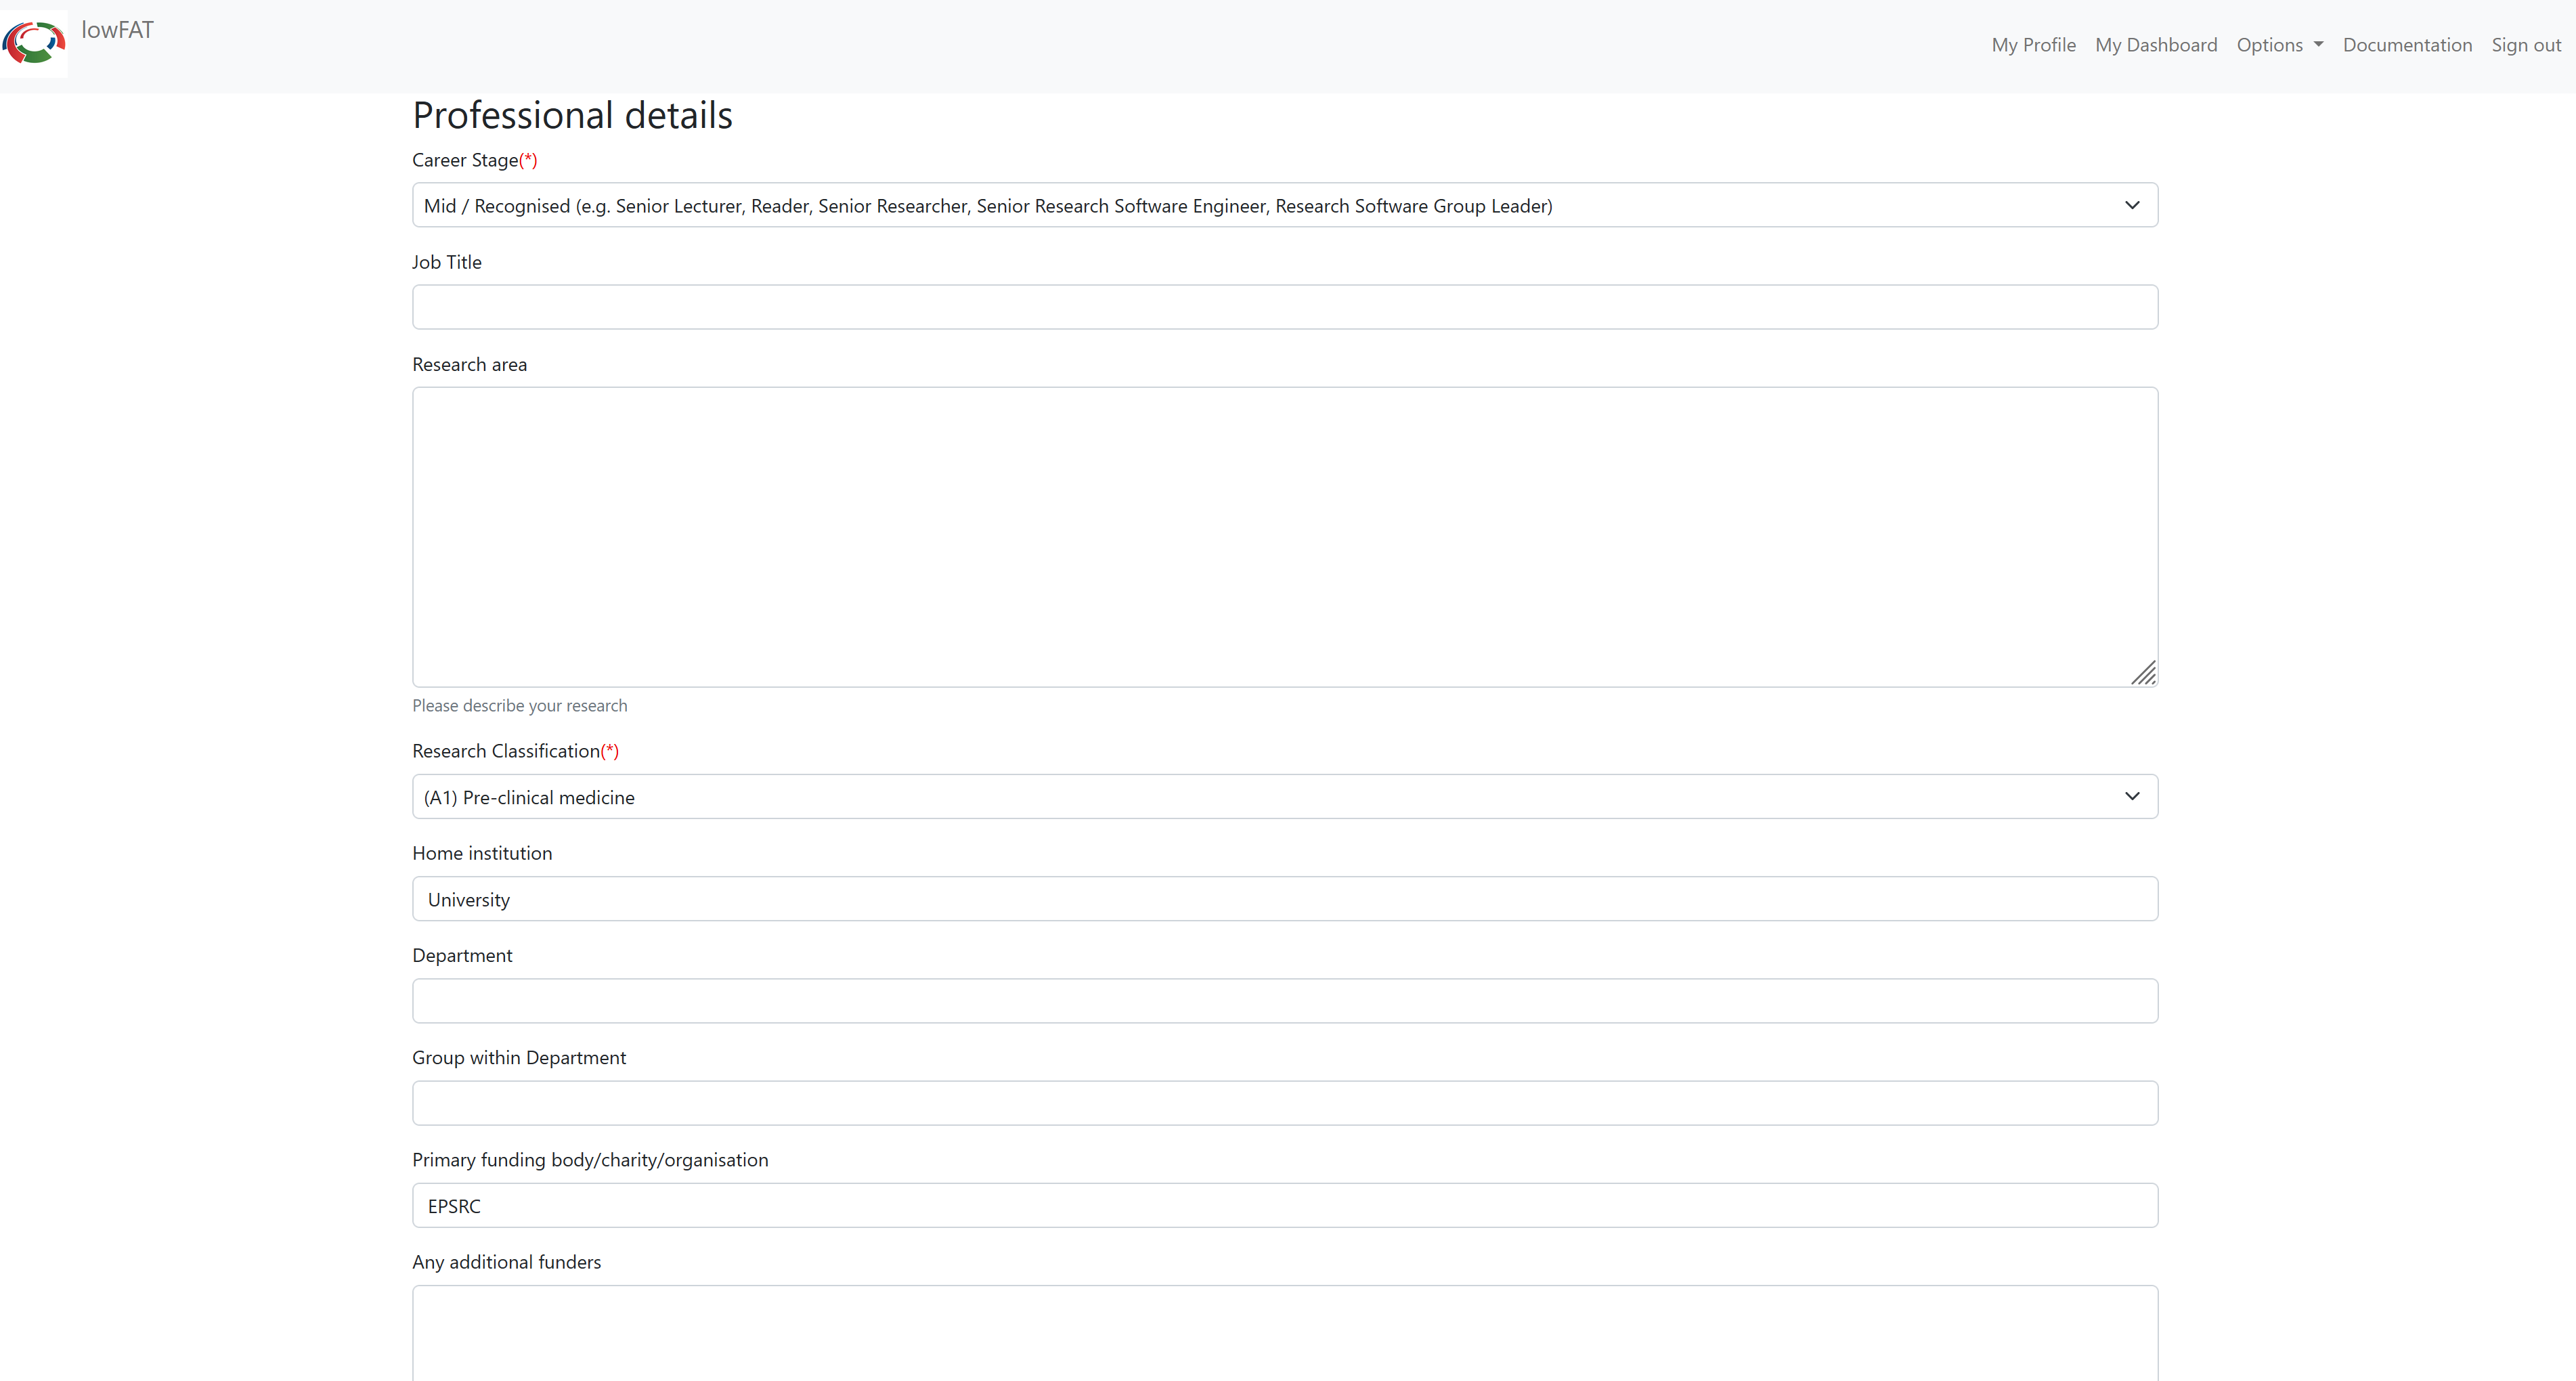 lowFAT
My Profile My Dashboard Options Documentation Sign out
Professional details
Career Stage(*)
Mid / Recognised (e.g. Senior Lecturer, Reader, Senior Researcher, Senior Research Software Engineer, Research Software Group Leader)
Job Title
Research area
Please describe your research
Research Classification(*)
(A1) Pre-clinical medicine
Home institution
University
Department
Group within Department
Primary funding body/charity/organisation
EPSRC
Any additional funders